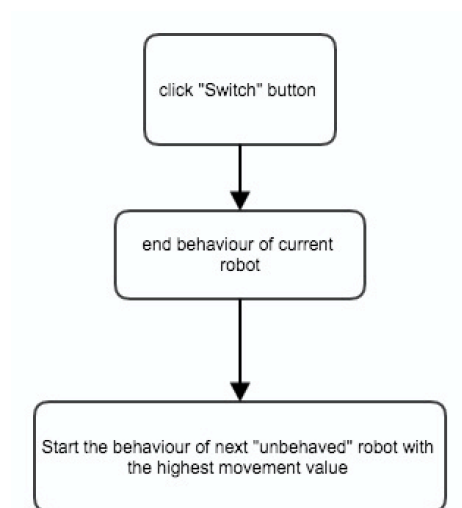 click "Switch" button
end behaviour of current
robot
Start the behaviour of next "unbehaved" robot with
the highest movement value